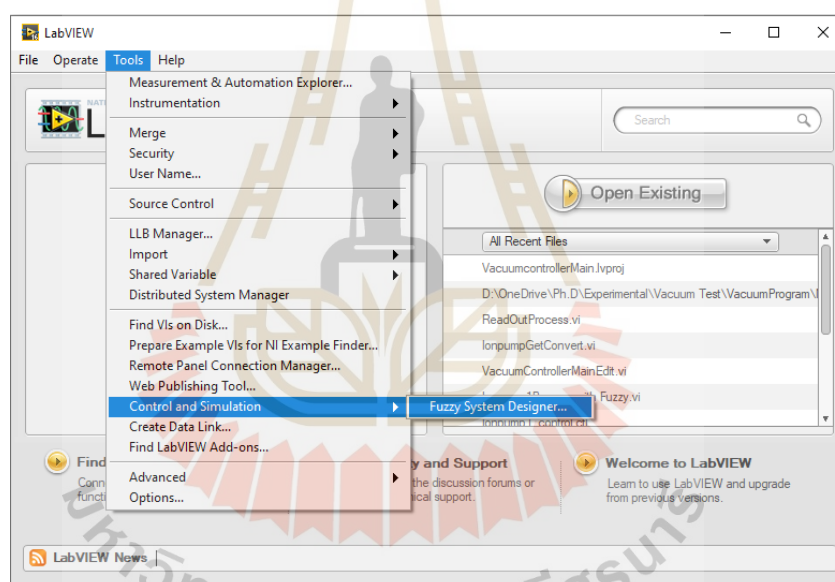 LabVIEW
File Operate Tools Help
Measurement & Automation Explorer...
Instrumentation
Merge
Security
User Name...
Source Control
LLB Manager...
Import
Shared Variable
Distributed System Manager
Find VIs on Disk...
Prepare Example VIs for NI Example Finder...
Remote Panel Connection Manager...
Web Publishing Tool...
Control and Simulation
Fuzzy System Designer...
Create Data Link...
Find LabVIEW Add-ons...
Advanced
Options...
Search
Open Existing
All Recent Files
VacuumcontrollerMain.lvproj
D:\OneDrive\Ph.D\Experimental\Vacuum Test\VacuumProgram\
ReadOutProcess.vi
IonpumpGetConvert.vi
VacuumControllerMainEdit.vi
Fuzzy.vi
Find
Conn
functi
and Support
the discussion forums or
support.
Welcome to LabVIEW
Learn to use LabVIEW and upgrade
from previous versions.
LabVIEW News